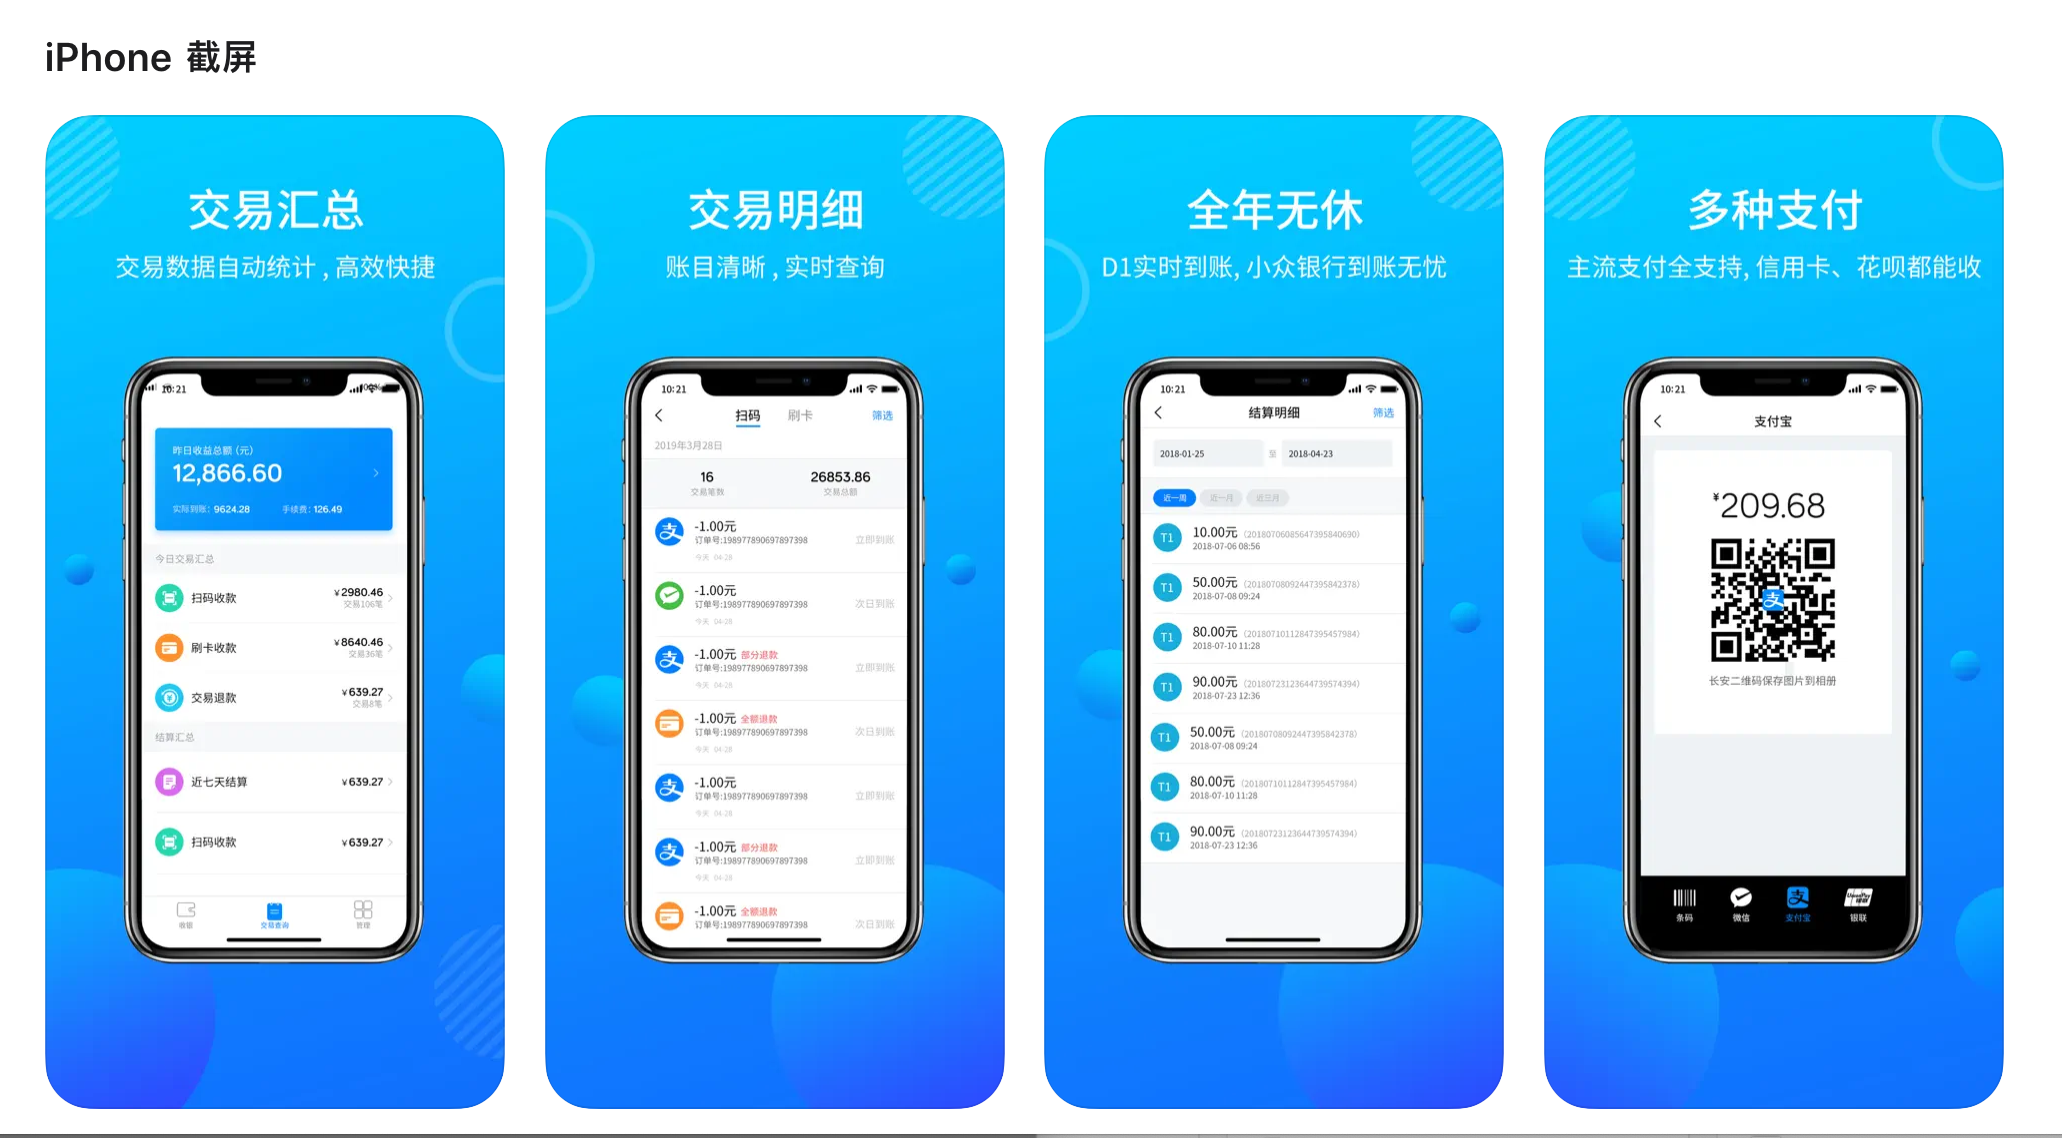 iPhone 截屏
交易汇总
交易数据自动统计，高效快捷
10:21
昨日收益总额 (元)
12,866.60
实际到账: 9624.28 手续费: 126.49
今日交易汇总
扫码收款 ¥2980.46
交易106笔
刷卡收款 ¥8640.46
交易36笔
交易退款 ¥639.27
交易8笔
结算汇总
近七天结算 ¥639.27
扫码收款 ¥639.27
交易查询 管理
交易明细
账目清晰，实时查询
10:21
扫码 刷卡 筛选
2019年3月28日
16 26853.86
交易笔数 交易总额
-1.00元
订单号:198977890697897398 立即到账
今天 04-28
-1.00元
订单号:198977890697897398 次日到账
今天 04-28
-1.00元 部分退款
订单号:198977890697897398 立即到账
今天 04-28
-1.00元 全额退款
订单号:198977890697897398 次日到账
今天 04-28
-1.00元
订单号:198977890697897398 立即到账
今天 04-28
-1.00元 部分退款
订单号:198977890697897398 立即到账
今天 04-28
-1.00元 全额退款
订单号:198977890697897398 次日到账
全年无休
D1实时到账, 小众银行到账无忧
10:21
结算明细 筛选
2018-01-25 至 2018-04-23
近一周 近一月 近三月
T1 10.00元 (20180706085647395840690)
2018-07-06 08:56
T1 50.00元 (20180708092447395842378)
2018-07-08 09:24
T1 80.00元 (20180710112847395457984)
2018-07-10 11:28
T1 90.00元 (2018072312364473957 4394)
2018-07-23 12:36
T1 50.00元 (20180708092447395842378)
2018-07-08 09:24
T1 80.00元 (20180710112847395457984)
2018-07-10 11:28
T1 90.00元 (20180723123644739574394)
2018-07-23 12:36
多种支付
主流支付全支持, 信用卡、花呗都能收
10:21
支付宝
¥209.68
支
长安二维码保存图片到相册
条码 微信 支付宝 银联